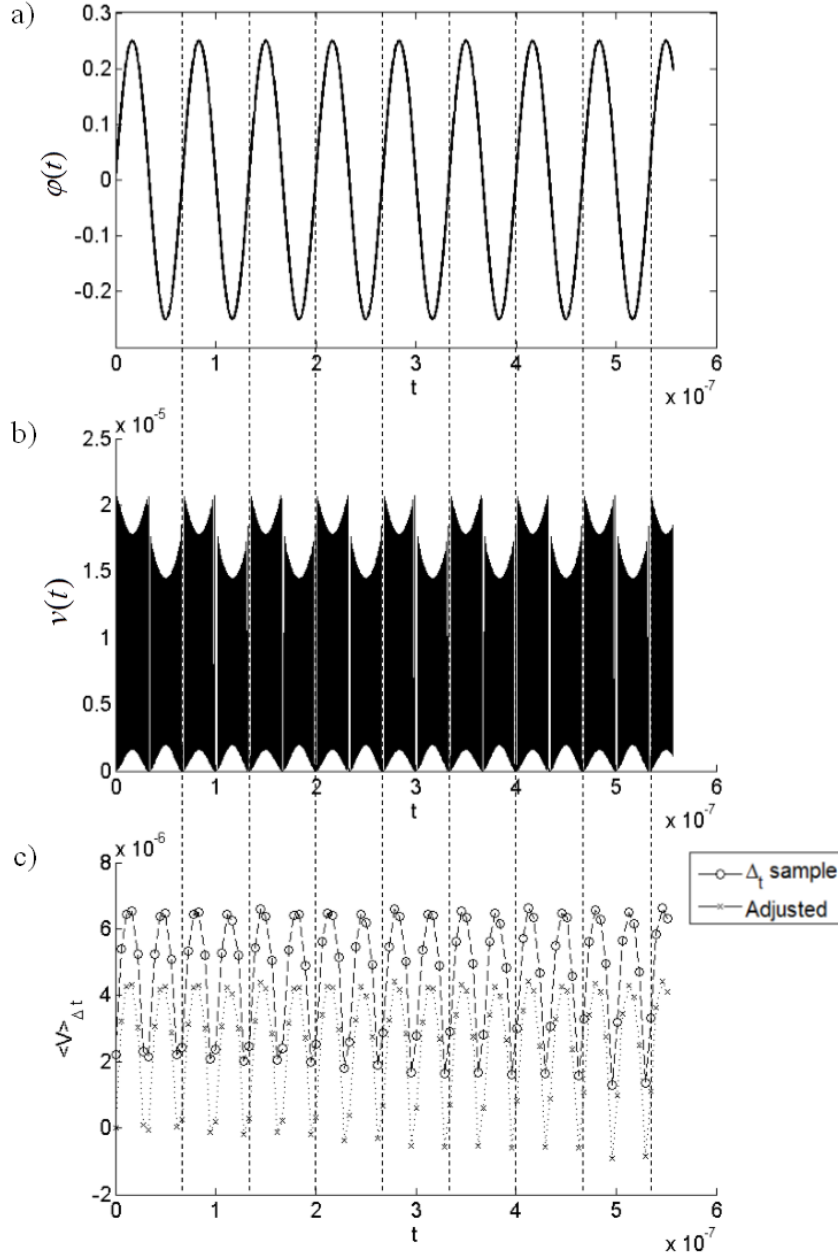 a)
0.3
0.2
0.1
0
-0.1
-0.2
φ(t)
0 1 2 3 4 5 6
t
x 10⁻⁷
b)
x 10⁻⁵
2.5
2
1.5
1
0.5
0
v(t)
0 1 2 3 4 5 6
t
x 10⁻⁷
c)
x 10⁻⁶
8
6
4
2
0
-2
<V>Δ t
0 1 2 3 4 5 6
t
x 10⁻⁷
Δt sample
Adjusted